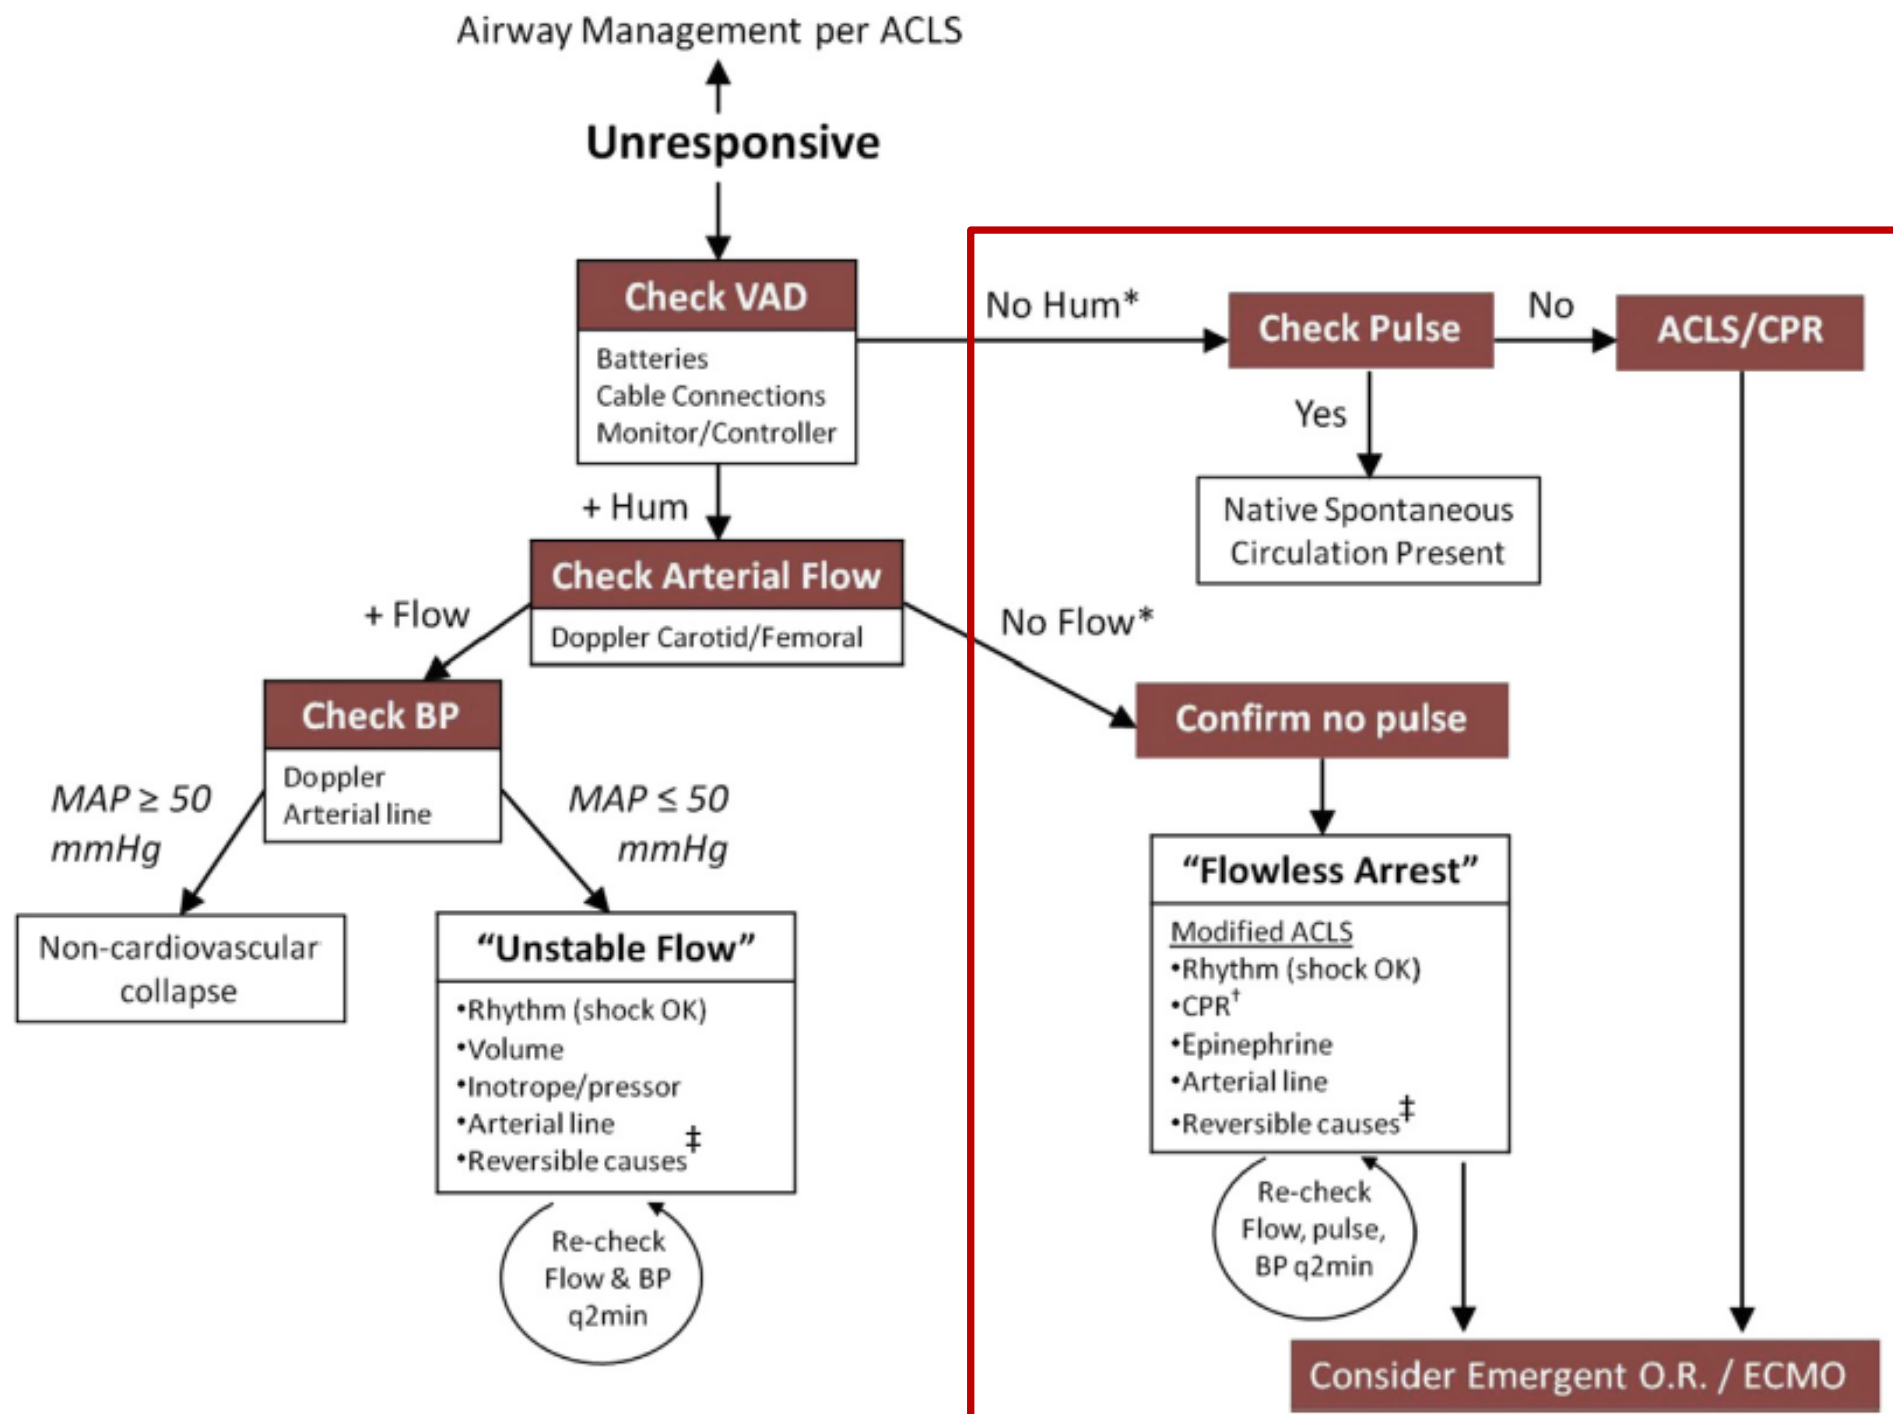 Airway Management per ACLS
Unresponsive
Check VAD
Batteries
Cable Connections
Monitor/Controller
No Hum*
Check Pulse
No
ACLS/CPR
Yes
Native Spontaneous
Circulation Present
+ Hum
Check Arterial Flow
Doppler Carotid/Femoral
+ Flow
No Flow*
Check BP
Doppler
Arterial line
MAP ≥ 50
mmHg
MAP ≤ 50
mmHg
Non-cardiovascular
collapse
“Unstable Flow”
•Rhythm (shock OK)
•Volume
•Inotrope/pressor
•Arterial line
•Reversible causes‡
Re-check
Flow & BP
q2min
Confirm no pulse
“Flowless Arrest”
Modified ACLS
•Rhythm (shock OK)
•CPR†
•Epinephrine
•Arterial line
•Reversible causes‡
Re-check
Flow, pulse,
BP q2min
Consider Emergent O.R. / ECMO